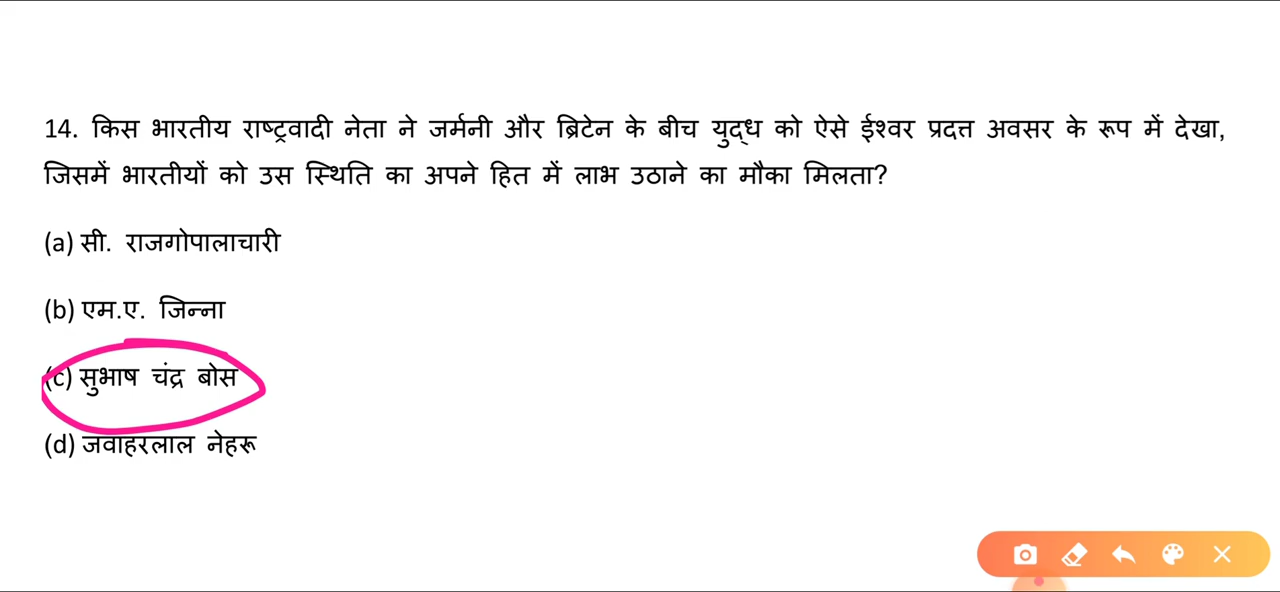 14. किस भारतीय राष्ट्रवादी नेता ने जर्मनी और ब्रिटेन के बीच युद्ध को ऐसे ईश्वर प्रदत्त अवसर के रूप में देखा,
जिसमें भारतीयों को उस स्थिति का अपने हित में लाभ उठाने का मौका मिलता?
(a) सी. राजगोपालाचारी
(b) एम.ए. जिन्ना
(c) सुभाष चंद्र बोस
(d) जवाहरलाल नेहरू